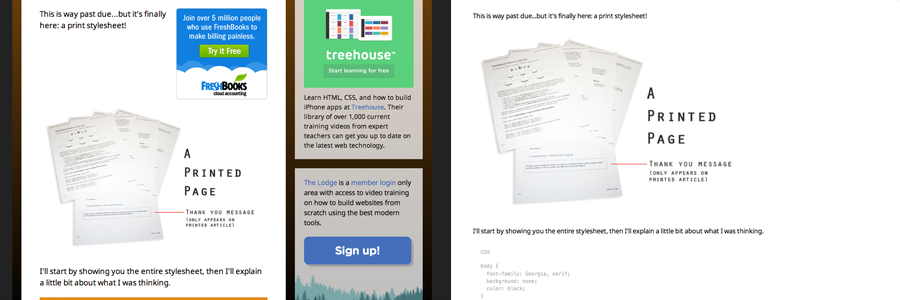 This is way past due...but it's finally
here: a print stylesheet!
Join over 5 million people
who use FreshBooks to
make billing painless.
Try it Free
FRESHBOOKS
cloud accounting
A
PRINTED
PAGE
THANK YOU MESSAGE
(ONLY APPEARS ON
PRINTED ARTICLE)
I'll start by showing you the entire stylesheet, then I'll explain
a little bit about what I was thinking.
treehouse™
Start learning for free
Learn HTML, CSS, and how to build
iPhone apps at Treehouse. Their
library of over 1,000 current
training videos from expert
teachers can get you up to date on
the latest web technology.
The Lodge is a member login only
area with access to video training
on how to build websites from
scratch using the best modern
tools.
Sign up!
This is way past due...but it's finally here: a print stylesheet!
A
PRINTED
PAGE
THANK YOU MESSAGE
(ONLY APPEARS ON
PRINTED ARTICLE)
I'll start by showing you the entire stylesheet, then I'll explain a little bit about what I was thinking.
CSS
body {
font-family: Georgia, serif;
background: none;
color: black;
}